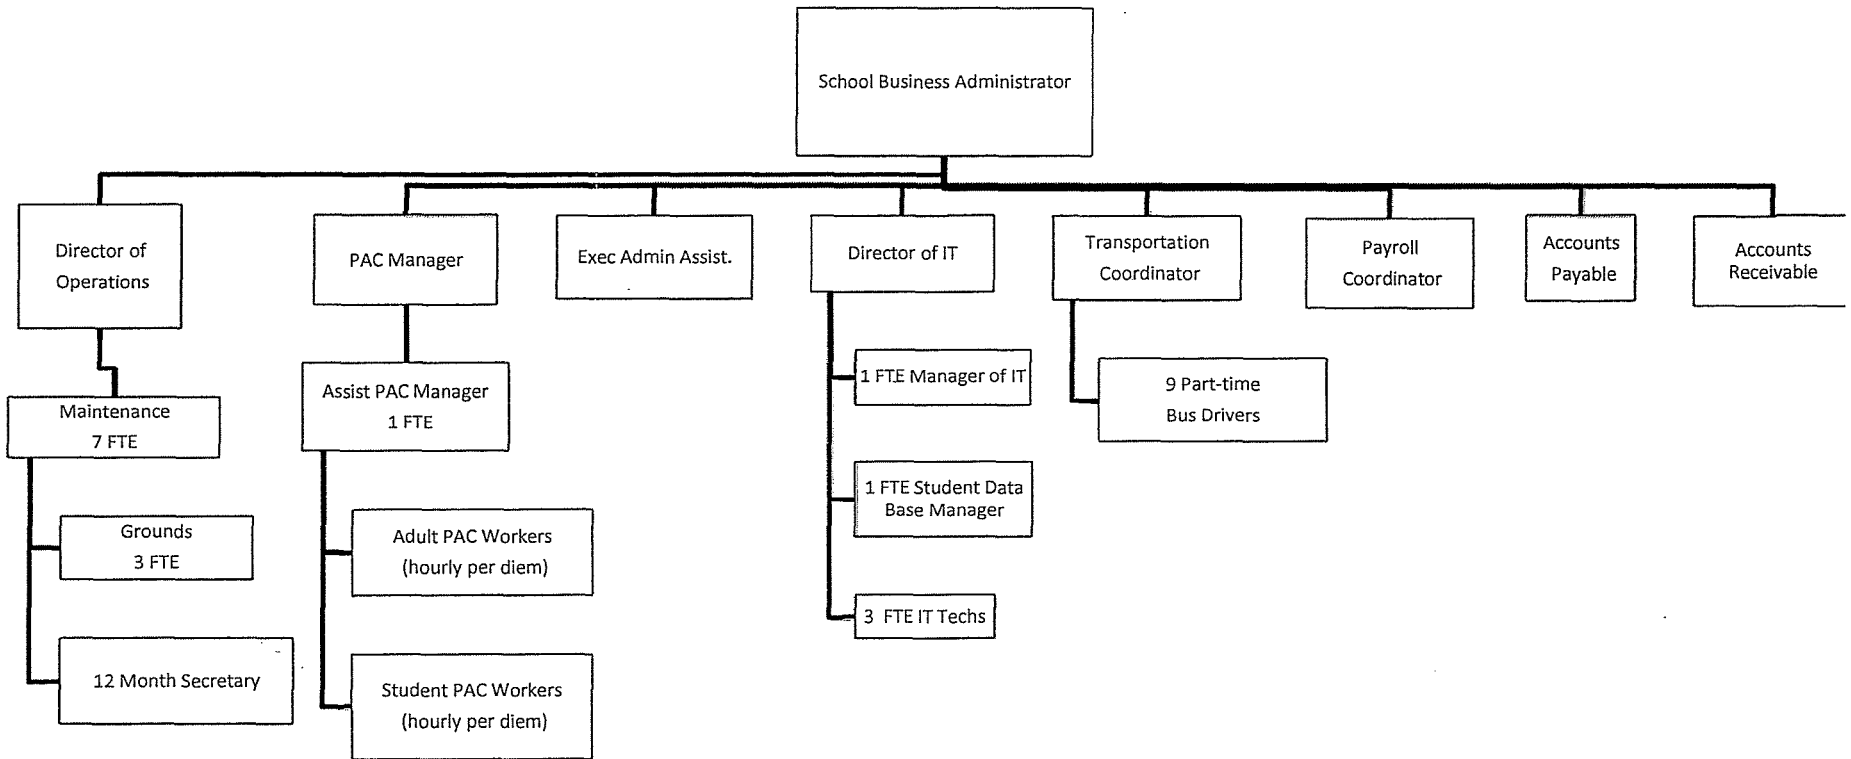 School Business Administrator
Director of
Operations
PAC Manager
Exec Admin Assist.
Director of IT
Transportation
Coordinator
Payroll
Coordinator
Accounts
Payable
Accounts
Receivable
Maintenance
7 FTE
Grounds
3 FTE
12 Month Secretary
Assist PAC Manager
1 FTE
Adult PAC Workers
(hourly per diem)
Student PAC Workers
(hourly per diem)
1 FTE Manager of IT
1 FTE Student Data
Base Manager
3 FTE IT Techs
9 Part-time
Bus Drivers